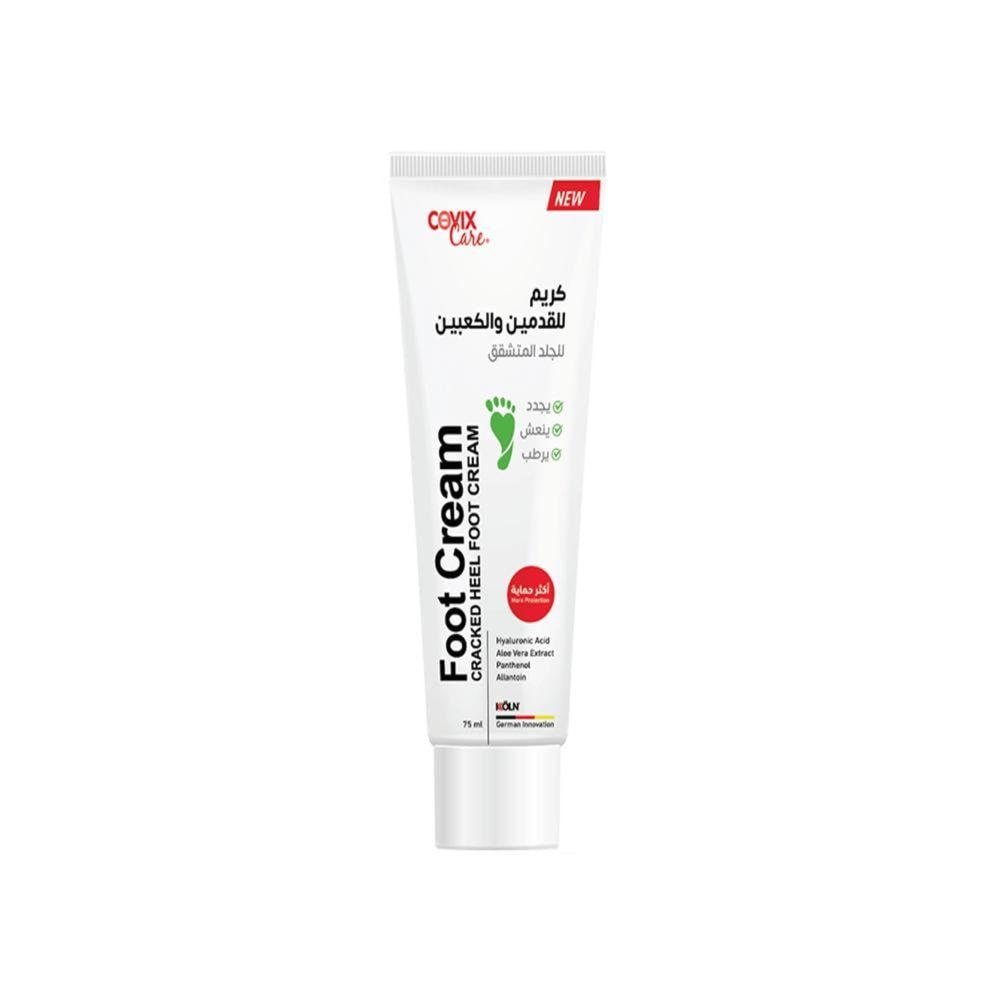 NEW
COVIX
Care
كريم
للقدمين والكعبين
للجلد المتشقق
يجدد
ينعش
يرطب
Foot Cream
CRACKED HEEL FOOT CREAM
أكثر حماية
More Protection
Hyaluronic Acid
Aloe Vera Extract
Panthenol
Allantoin
KÖLN
German Innovation
75 ml